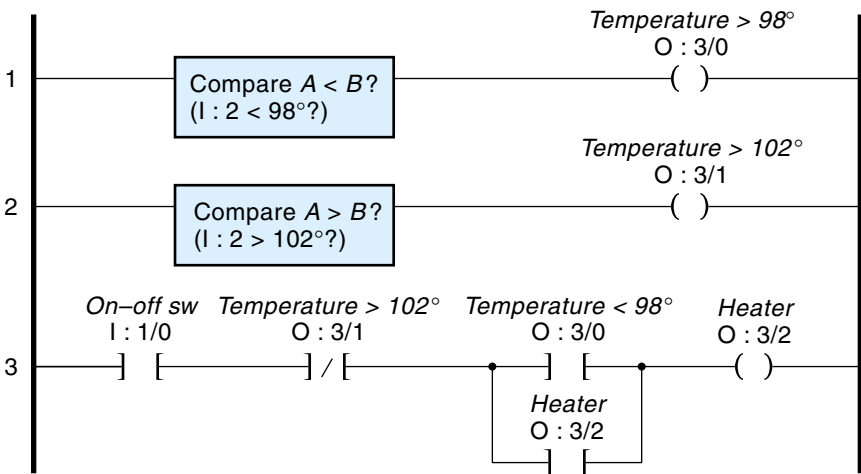 Temperature > 98°
O : 3/0
1
Compare A < B?
(I : 2 < 98°?)
Temperature > 102°
O : 3/1
2
Compare A > B?
(I : 2 > 102°?)
On–off sw Temperature > 102° Temperature < 98° Heater
I : 1/0 O : 3/1 O : 3/0 O : 3/2
3
Heater
O : 3/2